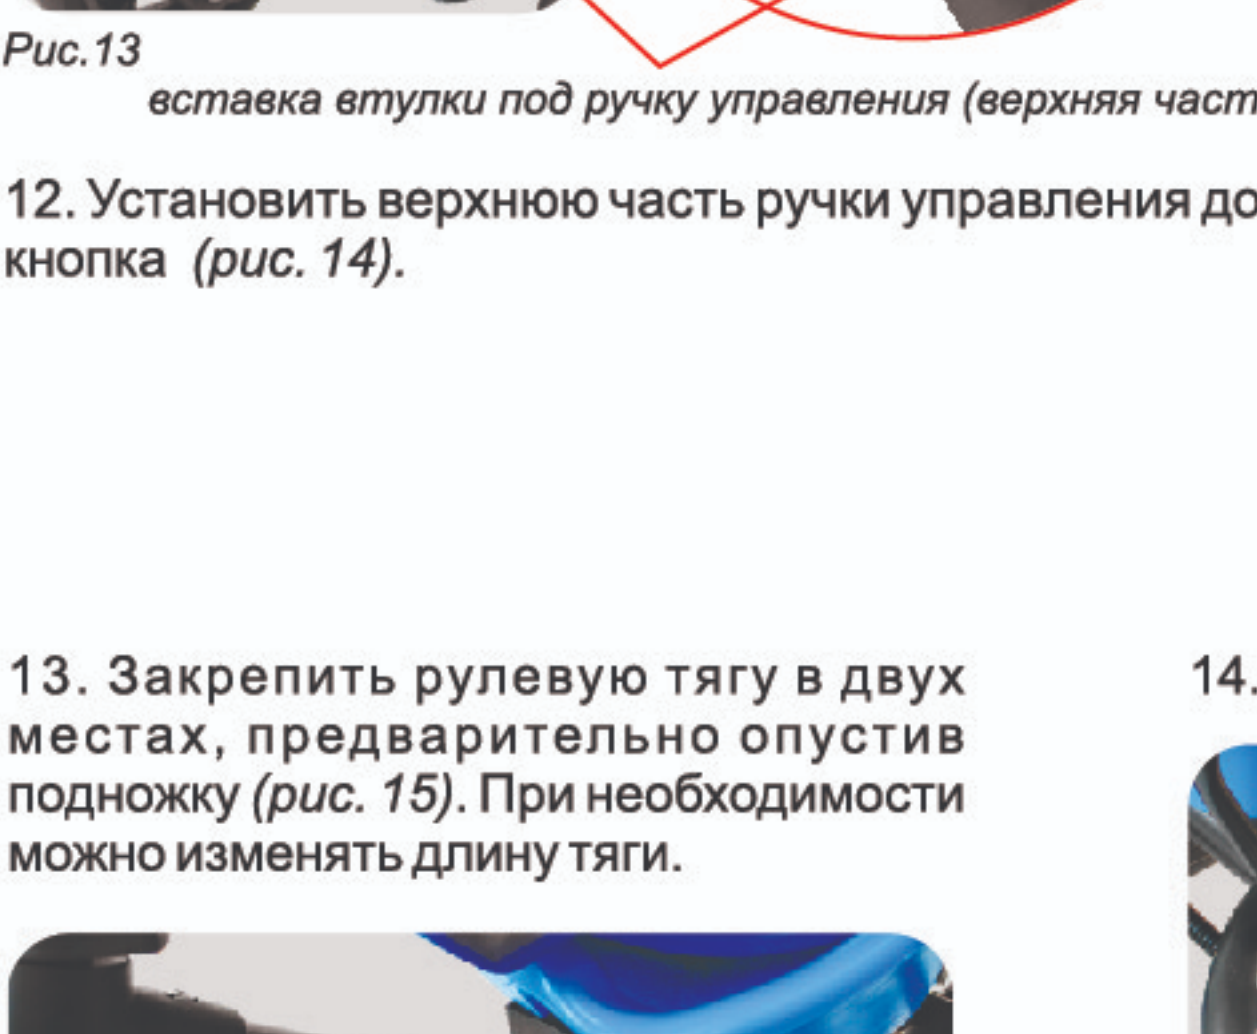 Рис.13
вставка втулки под ручку управления (верхняя част
12. Установить верхнюю часть ручки управления до
кнопка (рис. 14).
13. Закрепить рулевую тягу в двух
местах, предварительно опустив
подножку (рис. 15). При необходимости
можно изменять длину тяги.
14.